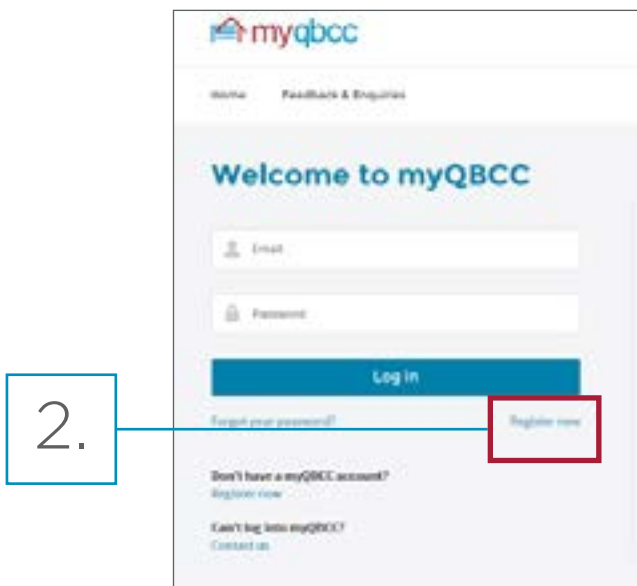 myqbcc
Home Feedback & Enquiries
Welcome to myQBCC
Email
Password
Log in
2.
Forgot your password? Register now
Don't have a myQBCC account?
Register now
Can't log into myQBCC?
Contact us